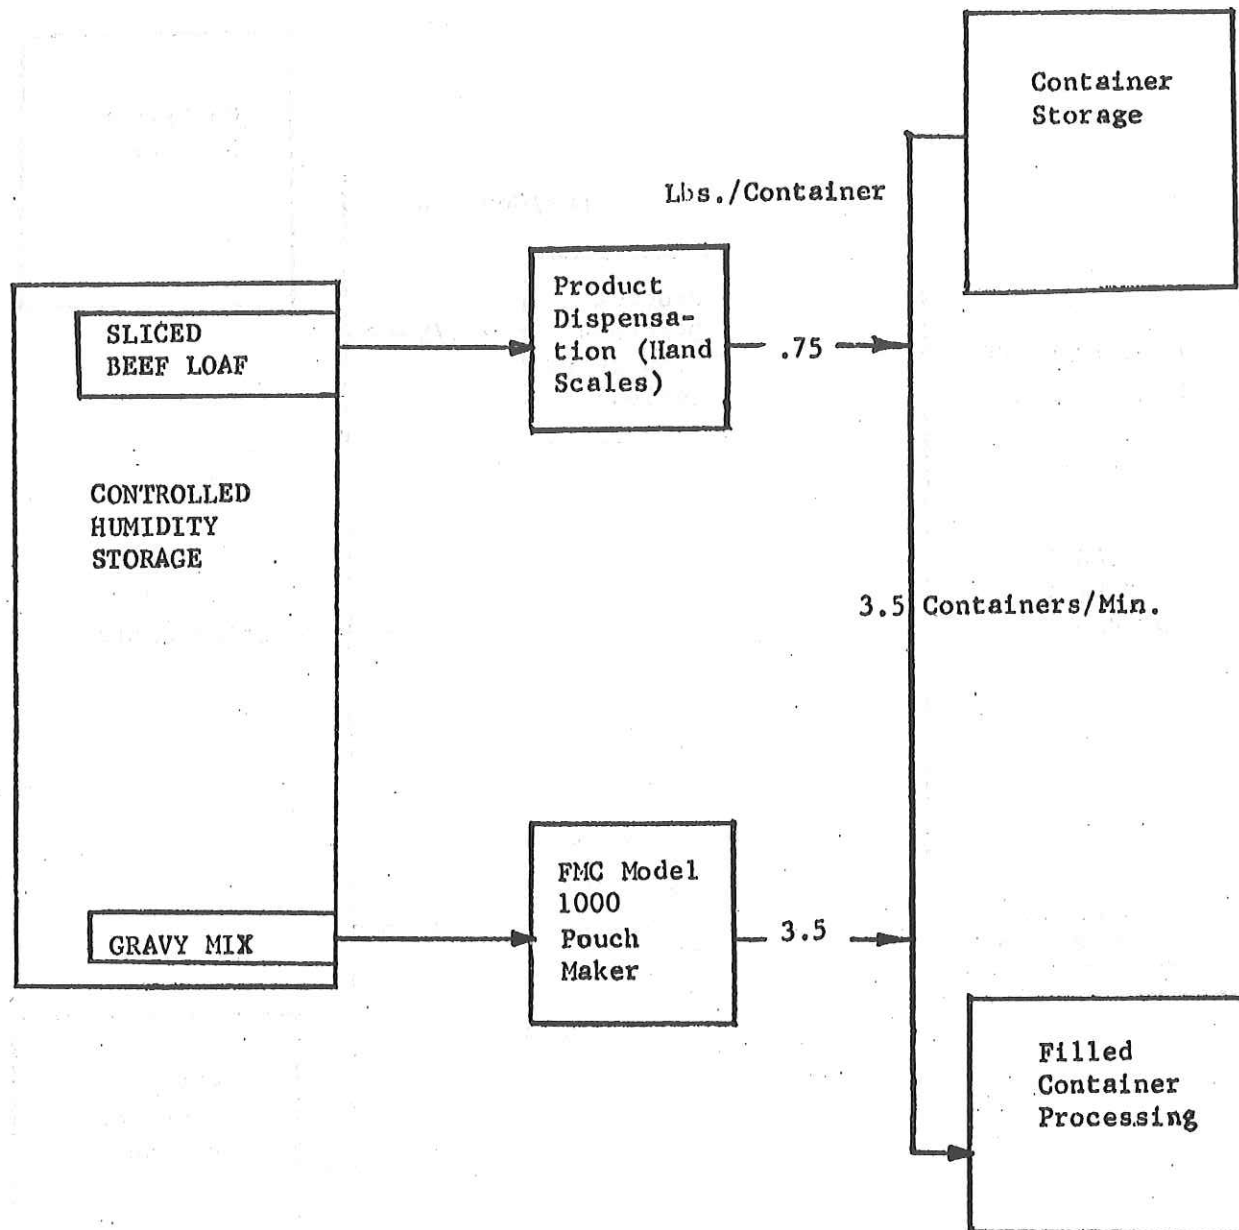 Container
Storage
Lbs./Container
Product
Dispensa-
tion (Hand
Scales)
.75
SLICED
BEEF LOAF
CONTROLLED
HUMIDITY
STORAGE
3.5 Containers/Min.
FMC Model
1000
Pouch
Maker
3.5
GRAVY MIX
Filled
Container
Processing